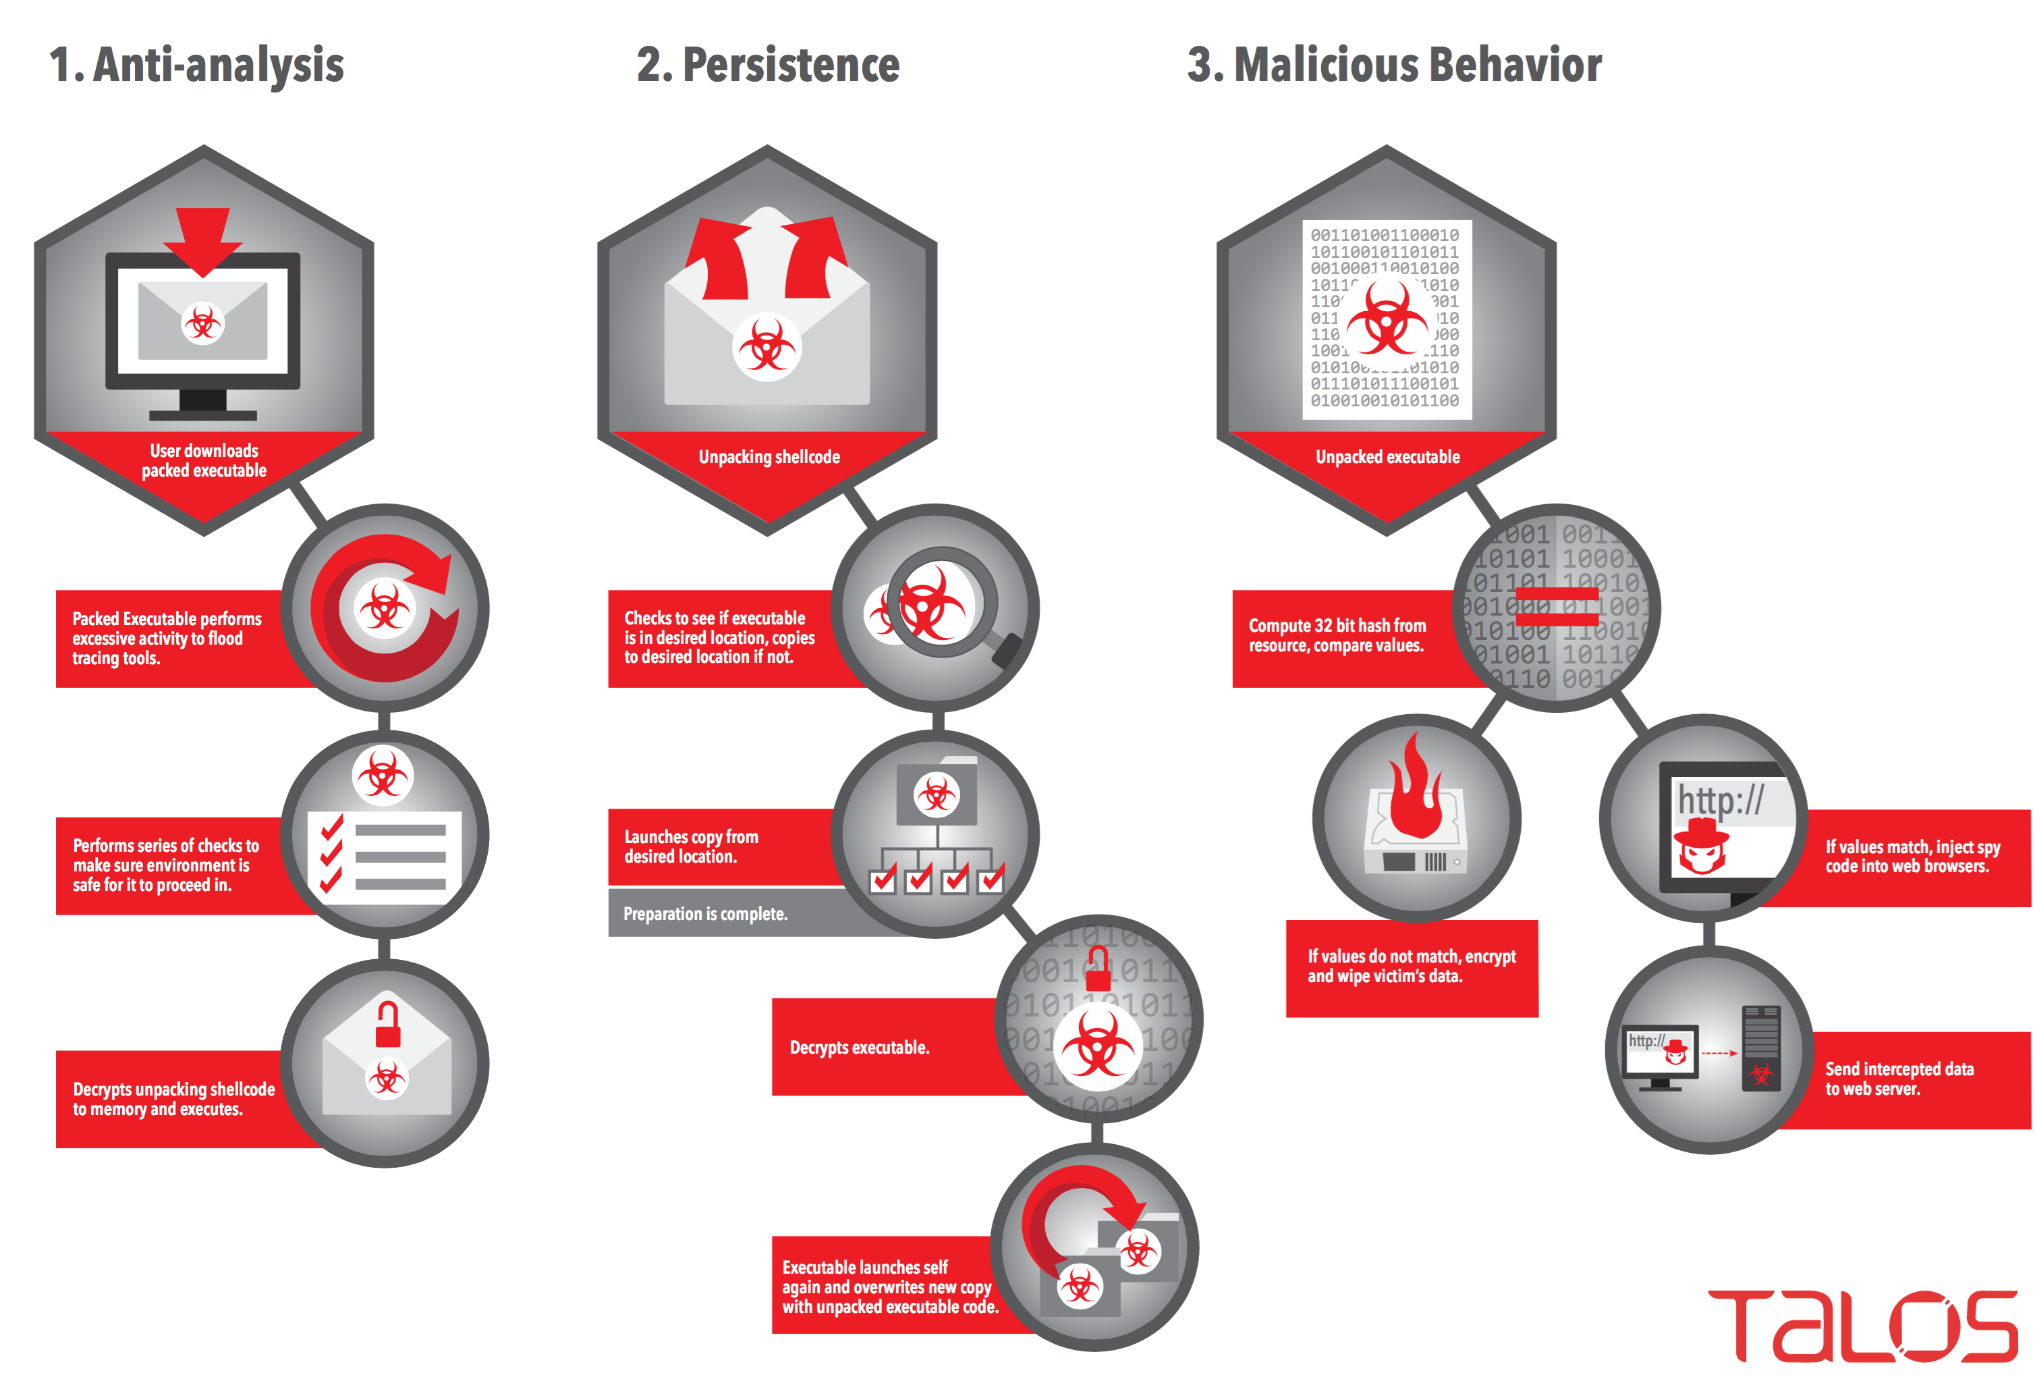 1. Anti-analysis
User downloads
packed executable
Packed Executable performs
excessive activity to flood
tracing tools.
Performs series of checks to
make sure environment is
safe for it to proceed in.
Decrypts unpacking shellcode
to memory and executes.
2. Persistence
Unpacking shellcode
Checks to see if executable
is in desired location, copies
to desired location if not.
Launches copy from
desired location.
Preparation is complete.
Decrypts executable.
Executable launches self
again and overwrites new copy
with unpacked executable code.
3. Malicious Behavior
001101001100010
1011001011101011
0010001110010100
011101011100101
010010010101100
Unpacked executable
Compute 32 bit hash from
resource, compare values.
If values do not match, encrypt
and wipe victim's data.
http://
If values match, inject spy
code into web browsers.
http://
Send intercepted data
to web server.
TALOS